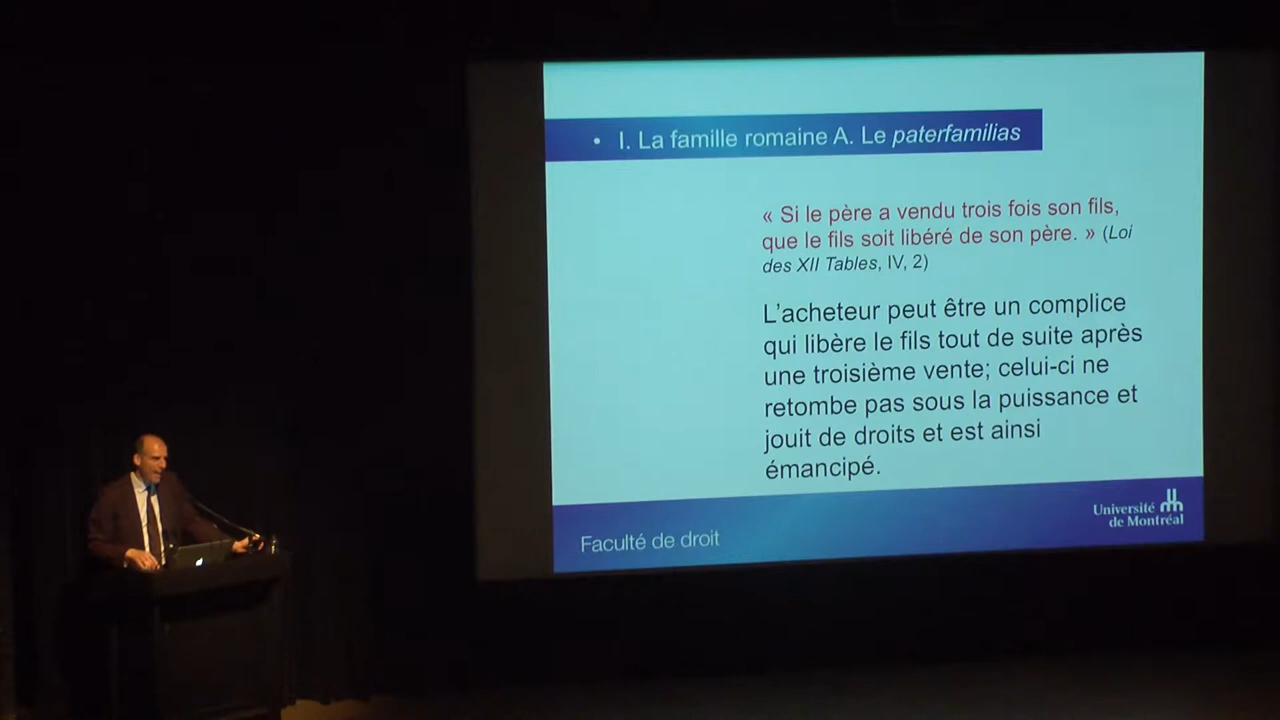 • I. La famille romaine A. Le paterfamilias
« Si le père a vendu trois fois son fils,
que le fils soit libéré de son père. » (Loi
des XII Tables, IV, 2)
L’acheteur peut être un complice
qui libère le fils tout de suite après
une troisième vente; celui-ci ne
retombe pas sous la puissance et
jouit de droits et est ainsi
émancipé.
Faculté de droit
Université
de Montréal